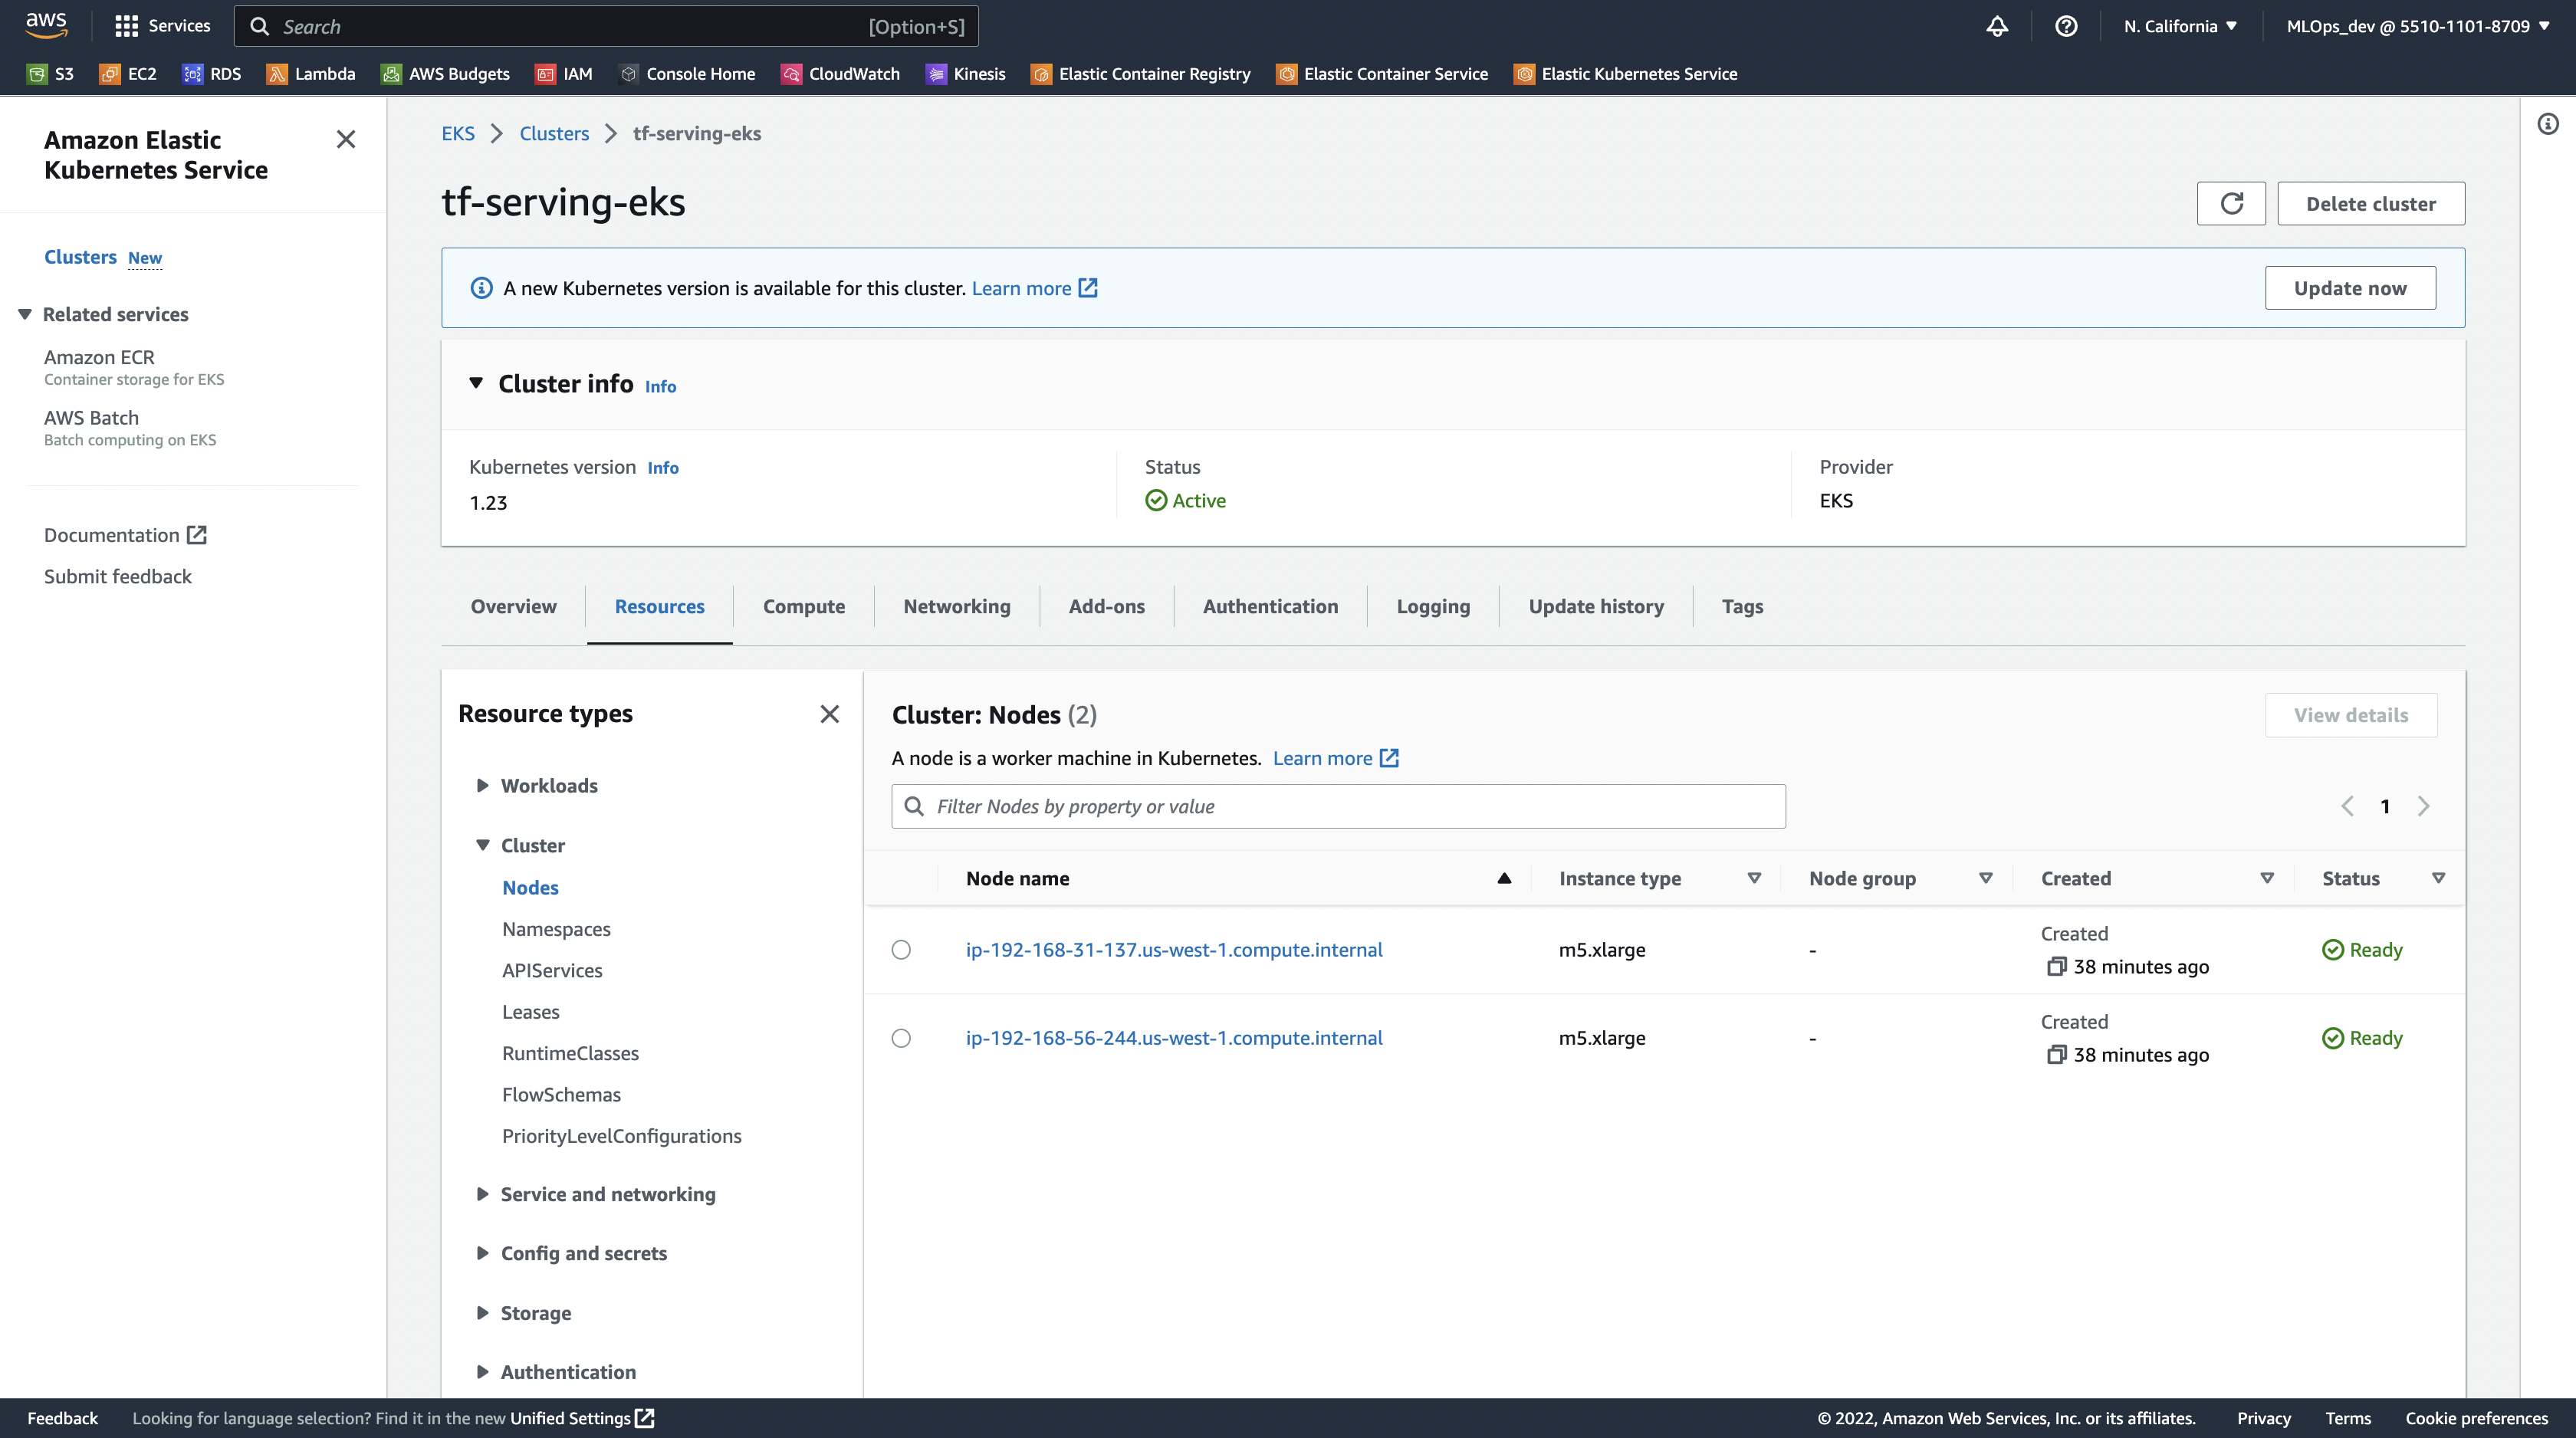 aws
Services
Search [Option+S]
N. California
MLOps_dev @ 5510-1101-8709
S3 EC2 RDS Lambda AWS Budgets IAM Console Home CloudWatch Kinesis Elastic Container Registry Elastic Container Service Elastic Kubernetes Service
Amazon Elastic
Kubernetes Service
Clusters New
Related services
Amazon ECR
Container storage for EKS
AWS Batch
Batch computing on EKS
Documentation
Submit feedback
EKS Clusters tf-serving-eks
tf-serving-eks
Delete cluster
A new Kubernetes version is available for this cluster. Learn more
Update now
Cluster info Info
Kubernetes version Info
1.23
Status
Active
Provider
EKS
Overview Resources Compute Networking Add-ons Authentication Logging Update history Tags
Resource types
Workloads
Cluster
Nodes
Namespaces
APIServices
Leases
RuntimeClasses
FlowSchemas
PriorityLevelConfigurations
Service and networking
Config and secrets
Storage
Authentication
Cluster: Nodes (2)
View details
A node is a worker machine in Kubernetes. Learn more
Filter Nodes by property or value
1
Node name Instance type Node group Created Status
ip-192-168-31-137.us-west-1.compute.internal m5.xlarge - Created
38 minutes ago Ready
ip-192-168-56-244.us-west-1.compute.internal m5.xlarge - Created
38 minutes ago Ready
Feedback Looking for language selection? Find it in the new Unified Settings © 2022, Amazon Web Services, Inc. or its affiliates. Privacy Terms Cookie preferences